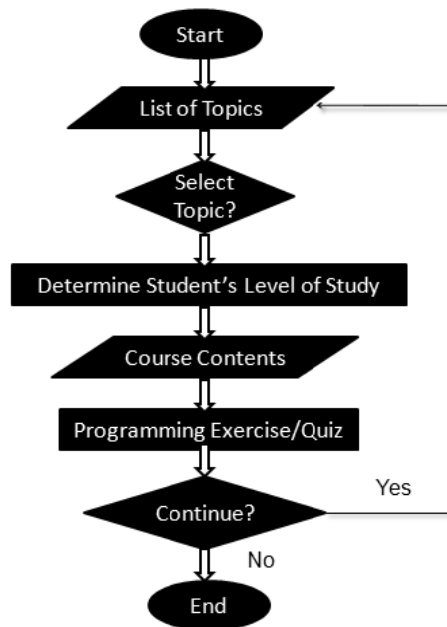 Start
List of Topics
Select
Topic?
Determine Student’s Level of Study
Course Contents
Programming Exercise/Quiz
Yes
Continue?
No
End